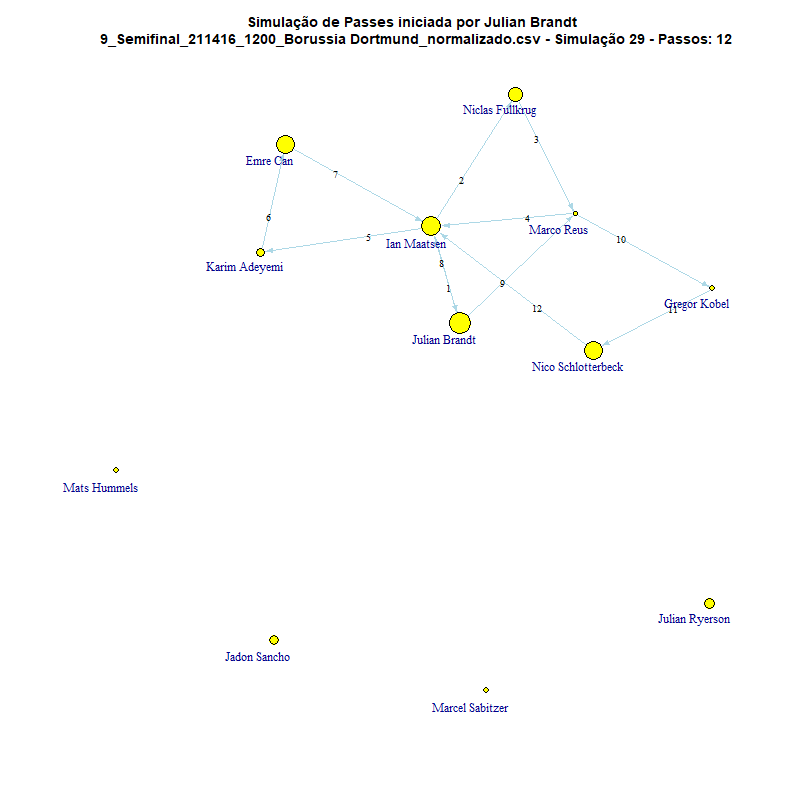 Simulação de Passes iniciada por Julian Brandt
9_Semifinal_211416_1200_Borussia Dortmund_normalizado.csv - Simulação 29 - Passos: 12
Niclas Fullkrug
3
Emre Can
7
2
6
4
Marco Reus
5
Ian Maatsen
10
Karim Adeyemi
8
9
1
Gregor Kobel
12
11
Julian Brandt
Nico Schlotterbeck
Mats Hummels
Julian Ryerson
Jadon Sancho
Marcel Sabitzer